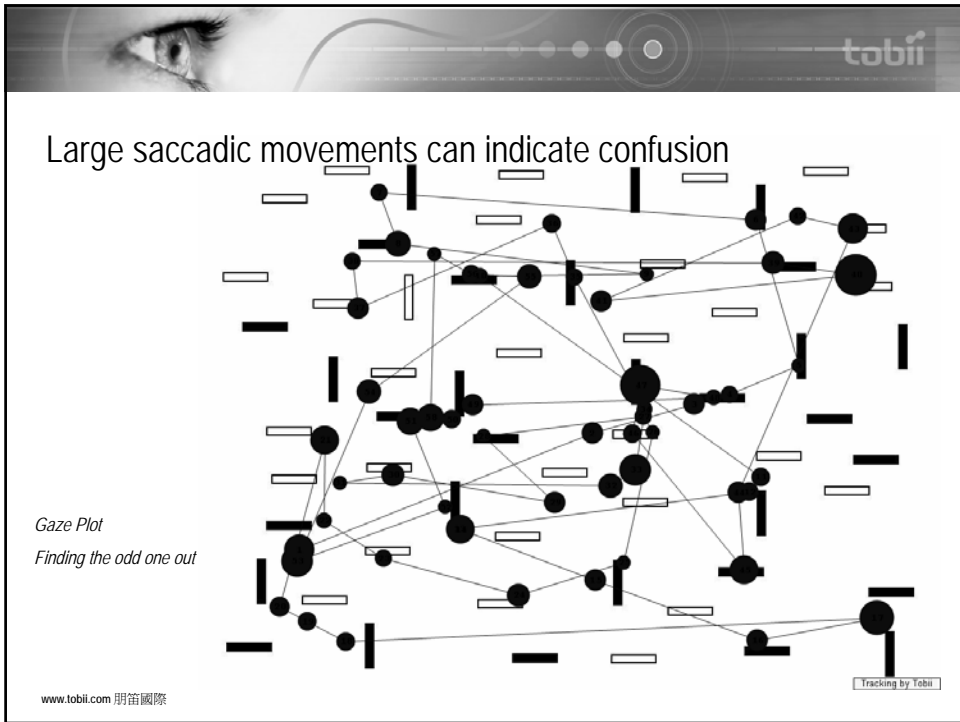 tobii
Large saccadic movements can indicate confusion
Gaze Plot
Finding the odd one out
Tracking by Tobii
www.tobii.com 朋笛國際